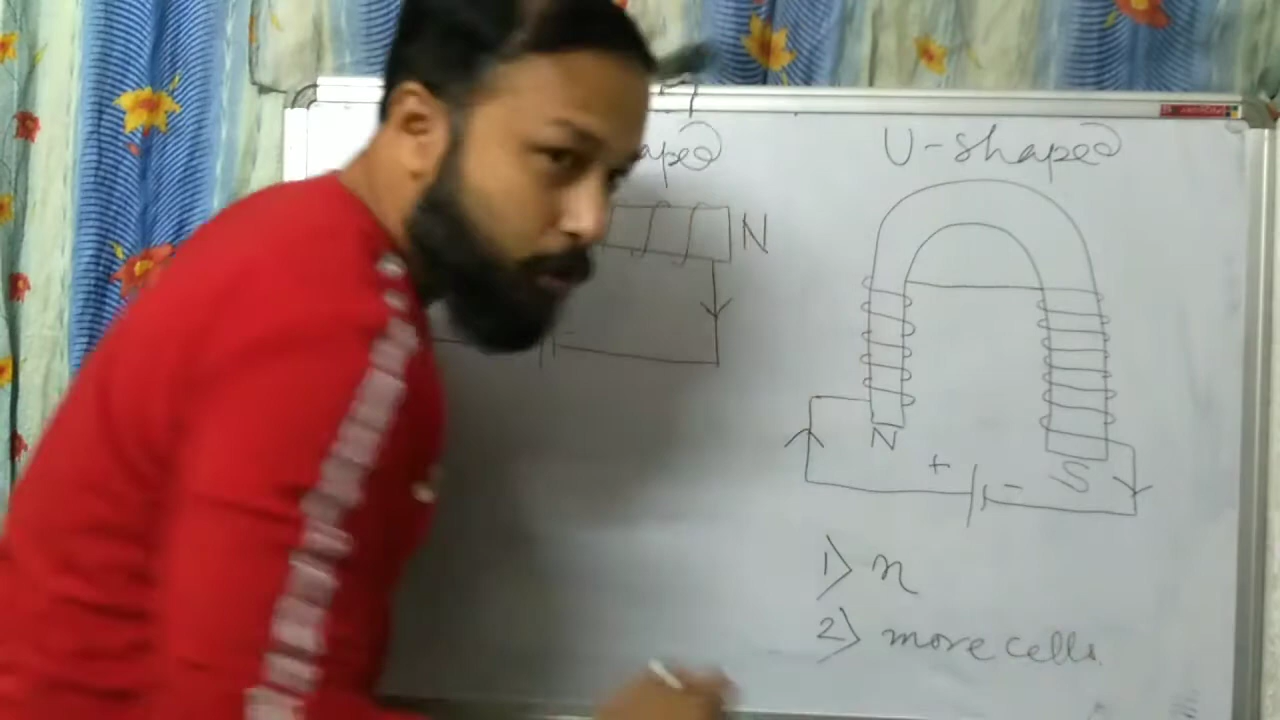 U-shaped
N
N
S
+ -
1) n
2) more cells